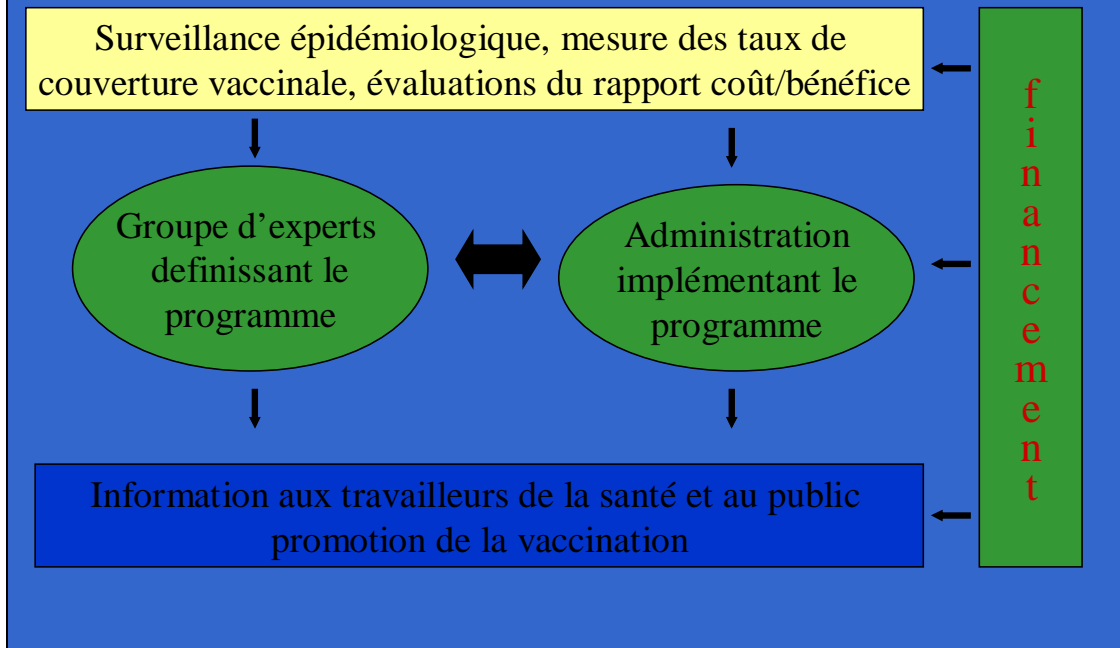 Surveillance épidémiologique, mesure des taux de
couverture vaccinale, évaluations du rapport coût/bénéfice
Groupe d’experts
definissant le
programme
Administration
implémentant le
programme
Information aux travailleurs de la santé et au public
promotion de la vaccination
financement